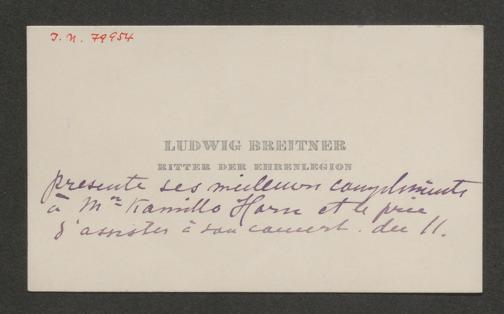 J. N. 79954
LUDWIG BREITNER
RITTER DER EHRENLEGION
presente ses meilleurs compliments
à Mr Kamillo Horn et le prie
d'assister à son concert. du 11.